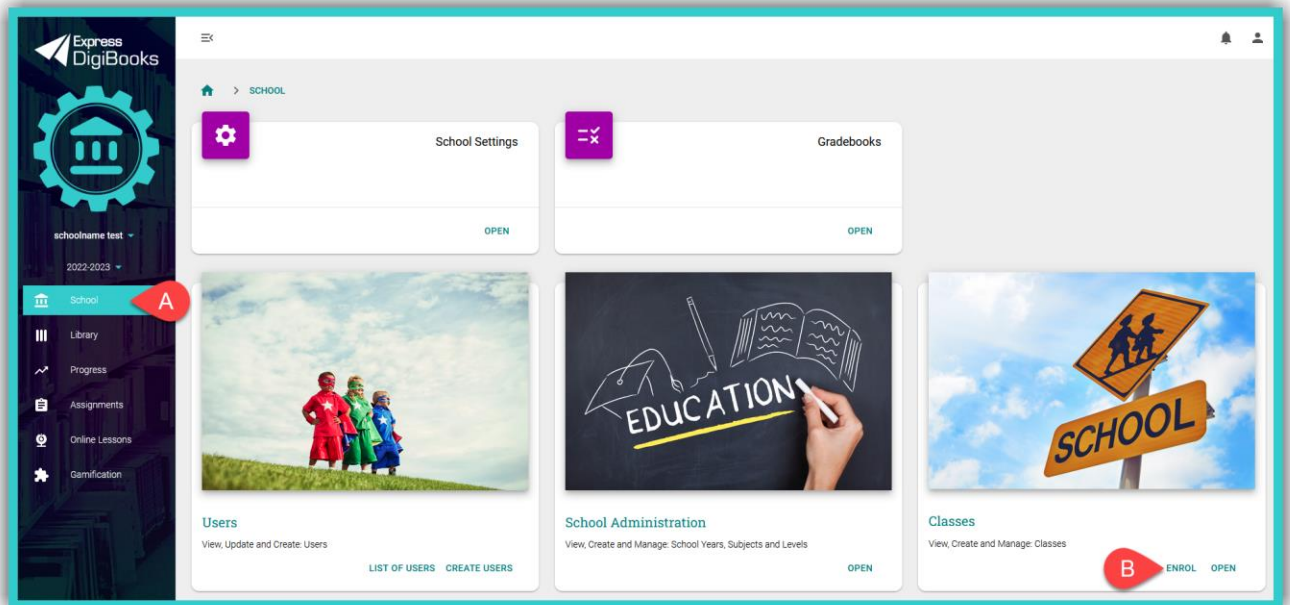 Express
DigiBooks
schoolname test
2022-2023
School
A
Library
Progress
Assignments
Online Lessons
Gamification
SCHOOL
School Settings
OPEN
Gradebooks
OPEN
Users
View, Update and Create: Users
LIST OF USERS CREATE USERS
EDUCATION
School Administration
View, Create and Manage: School Years, Subjects and Levels
OPEN
SCHOOL
Classes
View, Create and Manage: Classes
B
ENROL OPEN